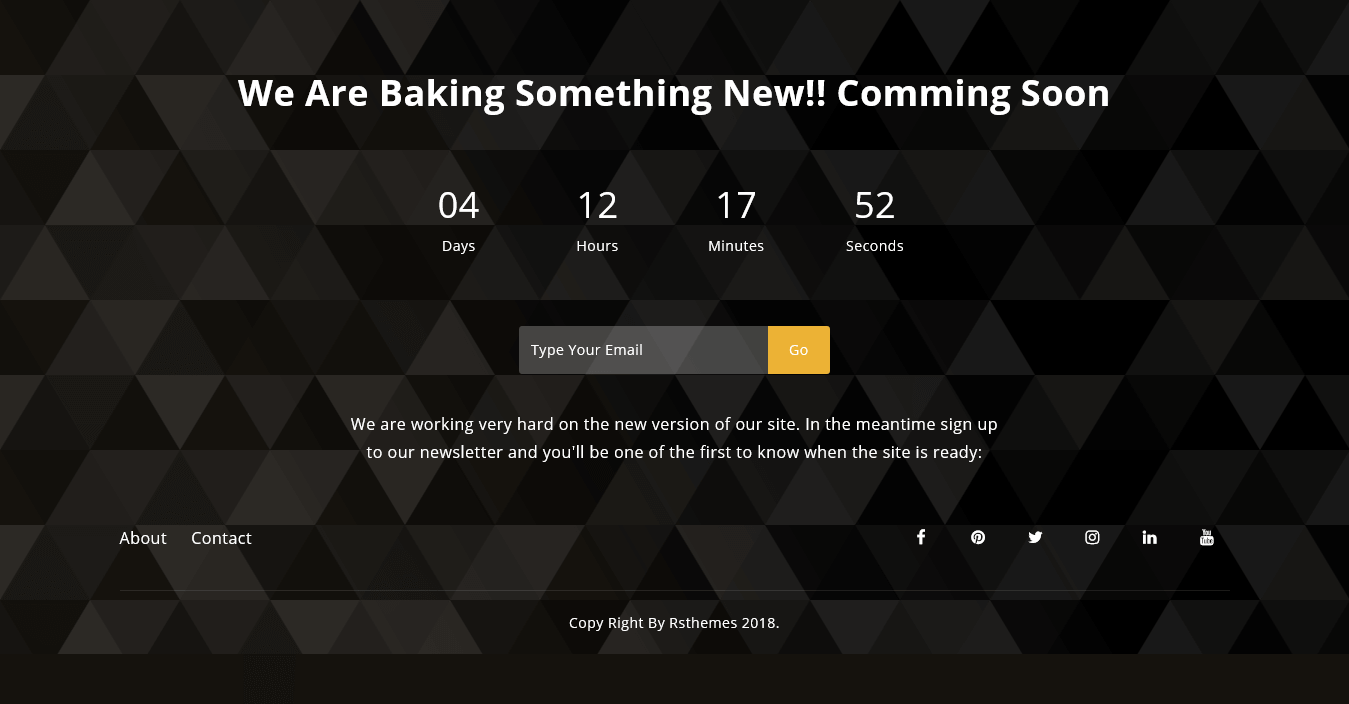 We Are Baking Something New!! Comming Soon
04 12 17 52
Days Hours Minutes Seconds
Type Your Email Go
We are working very hard on the new version of our site. In the meantime sign up
to our newsletter and you'll be one of the first to know when the site is ready:
About Contact
You Tube
Copy Right By Rsthemes 2018.